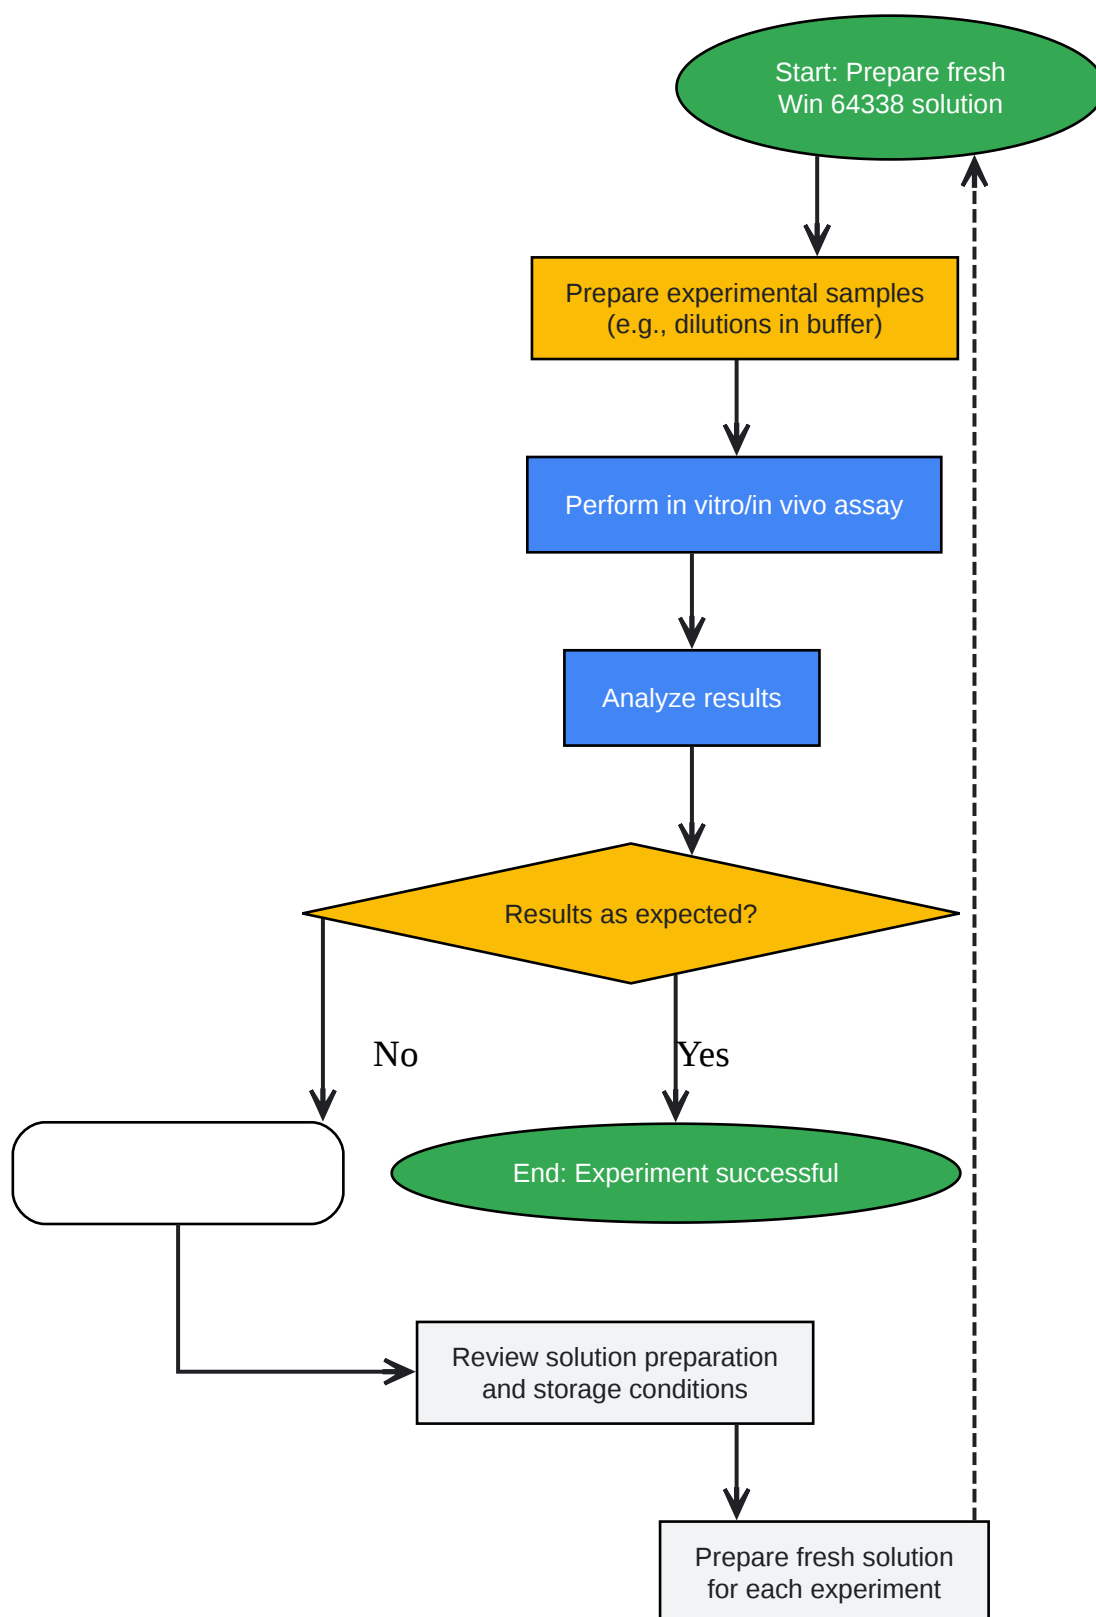 Start: Prepare fresh
Win 64338 solution
Prepare experimental samples
(e.g., dilutions in buffer)
Perform in vitro/in vivo assay
Analyze results
Results as expected?
No
Yes
End: Experiment successful
Review solution preparation
and storage conditions
Prepare fresh solution
for each experiment